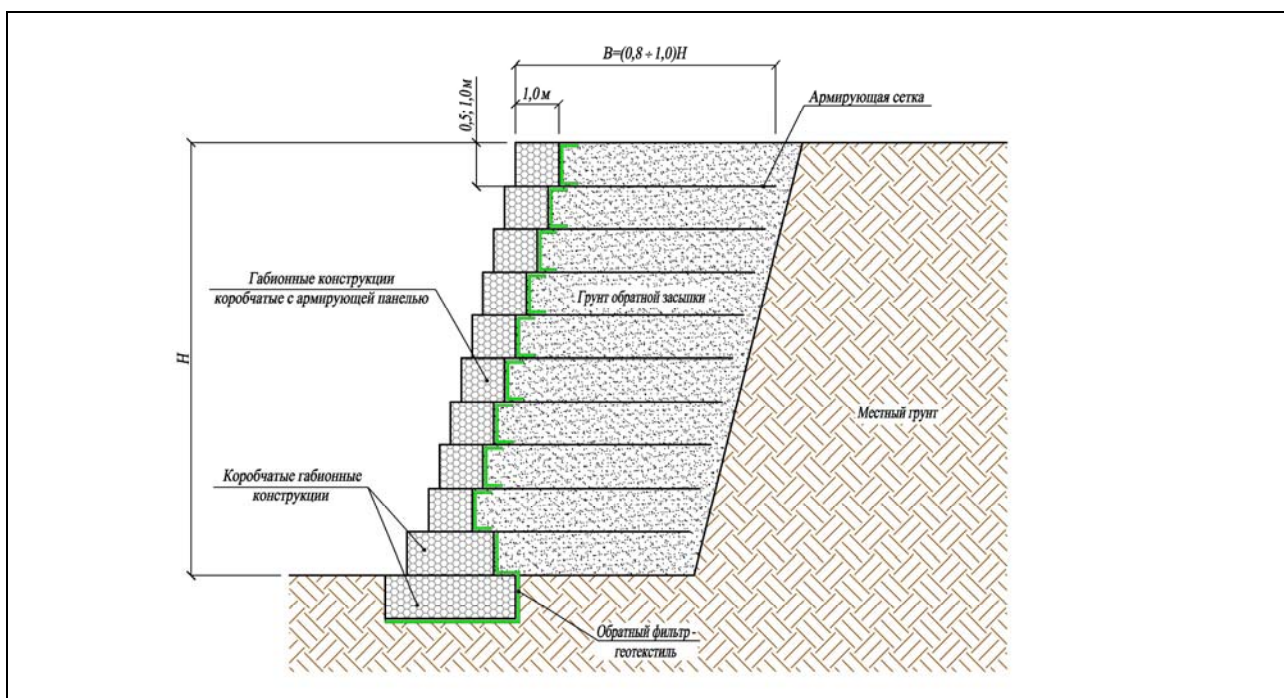 B=(0,8 ÷ 1,0)H
1,0м
0,5; 1,0м
Армирующая сетка
Габионные конструкции
коробчатые с армирующей панелью
Грунт обратной засыпки
H
Местный грунт
Коробчатые габионные
конструкции
Обратный фильтр -
геотекстиль